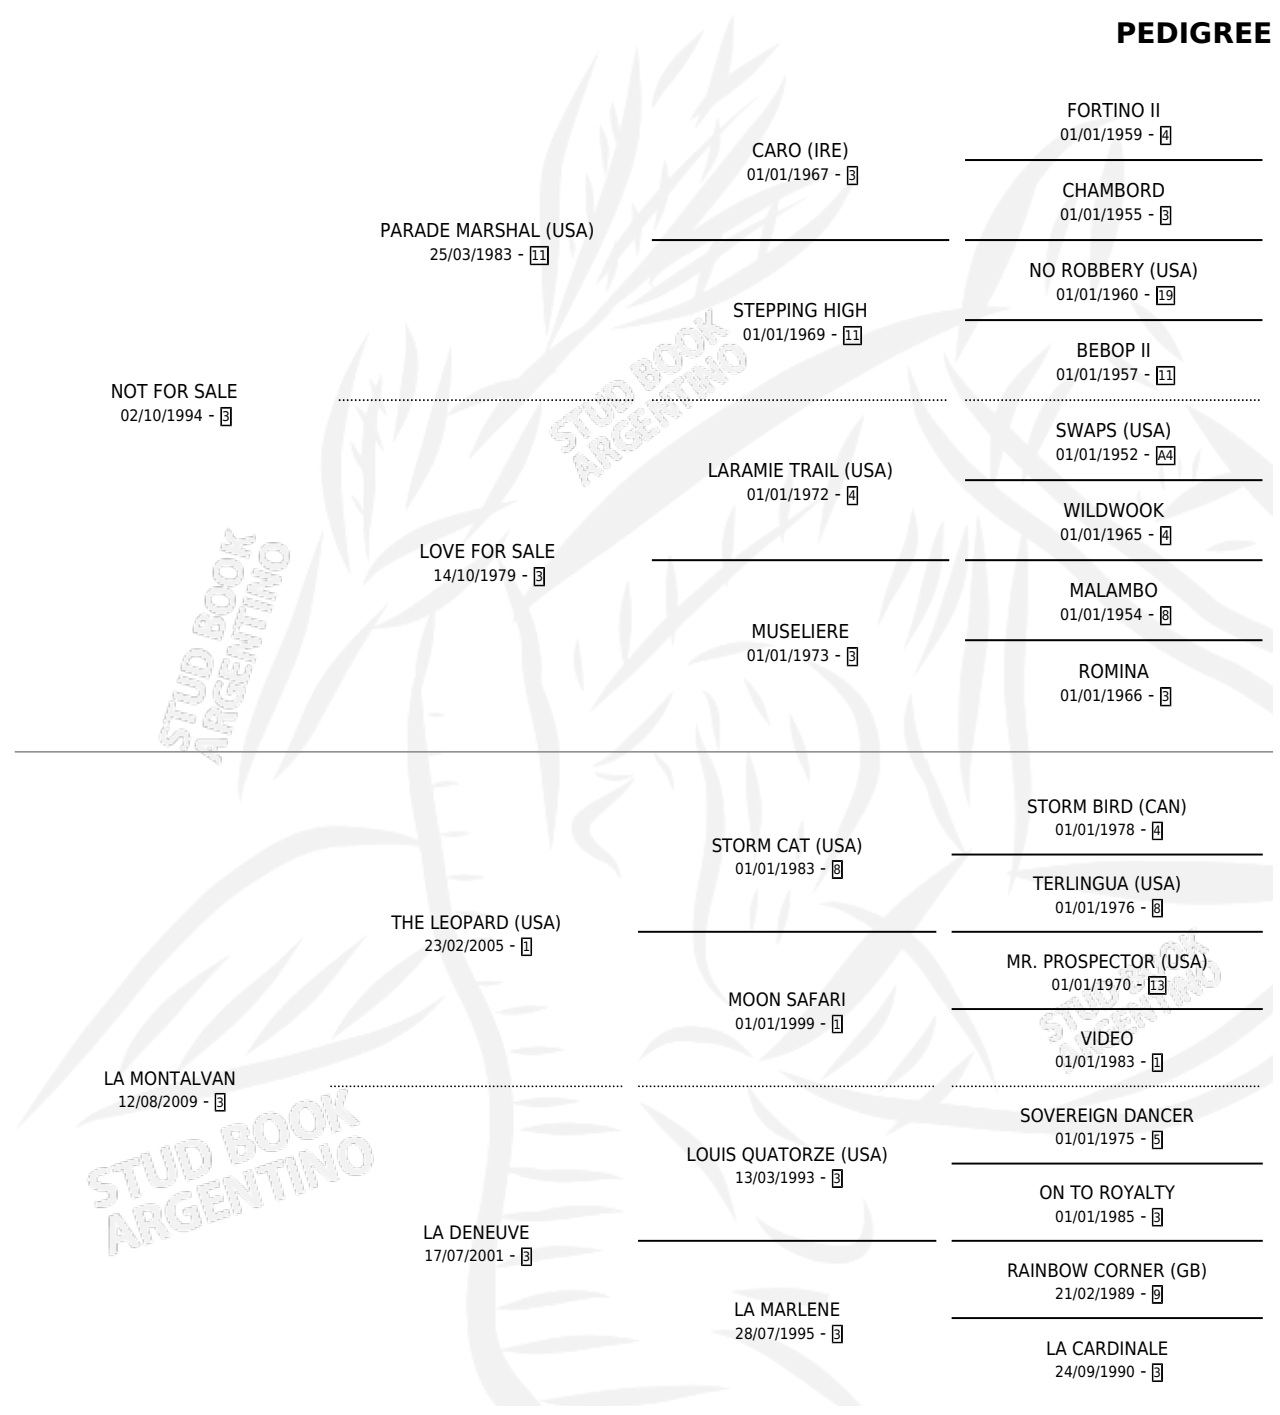 PEDIGREE
FORTINO II
01/01/1959 - 4
CARO (IRE)
01/01/1967 - 3
CHAMBORD
01/01/1955 - 3
PARADE MARSHAL (USA)
25/03/1983 - 11
NO ROBBERY (USA)
01/01/1960 - 19
STEPPING HIGH
01/01/1969 - 11
BEBOP II
01/01/1957 - 11
NOT FOR SALE
02/10/1994 - 3
STUD BOOK
ARGENTINO
SWAPS (USA)
01/01/1952 - A4
LARAMIE TRAIL (USA)
01/01/1972 - 4
WILDWOOK
01/01/1965 - 4
LOVE FOR SALE
14/10/1979 - 3
MALAMBO
01/01/1954 - 8
MUSELIERE
01/01/1973 - 3
ROMINA
01/01/1966 - 3
STUD BOOK
ARGENTINO
STORM BIRD (CAN)
01/01/1978 - 4
STORM CAT (USA)
01/01/1983 - 8
TERLINGUA (USA)
01/01/1976 - 8
THE LEOPARD (USA)
23/02/2005 - 1
MR. PROSPECTOR (USA)
01/01/1970 - 13
MOON SAFARI
01/01/1999 - 1
VIDEO
01/01/1983 - 1
STUD BOOK
ARGENTINO
LA MONTALVAN
12/08/2009 - 3
SOVEREIGN DANCER
01/01/1975 - 5
LOUIS QUATORZE (USA)
13/03/1993 - 3
ON TO ROYALTY
01/01/1985 - 3
STUD BOOK
ARGENTINO
LA DENEUVE
17/07/2001 - 3
RAINBOW CORNER (GB)
21/02/1989 - 9
LA MARLENE
28/07/1995 - 3
LA CARDINALE
24/09/1990 - 3